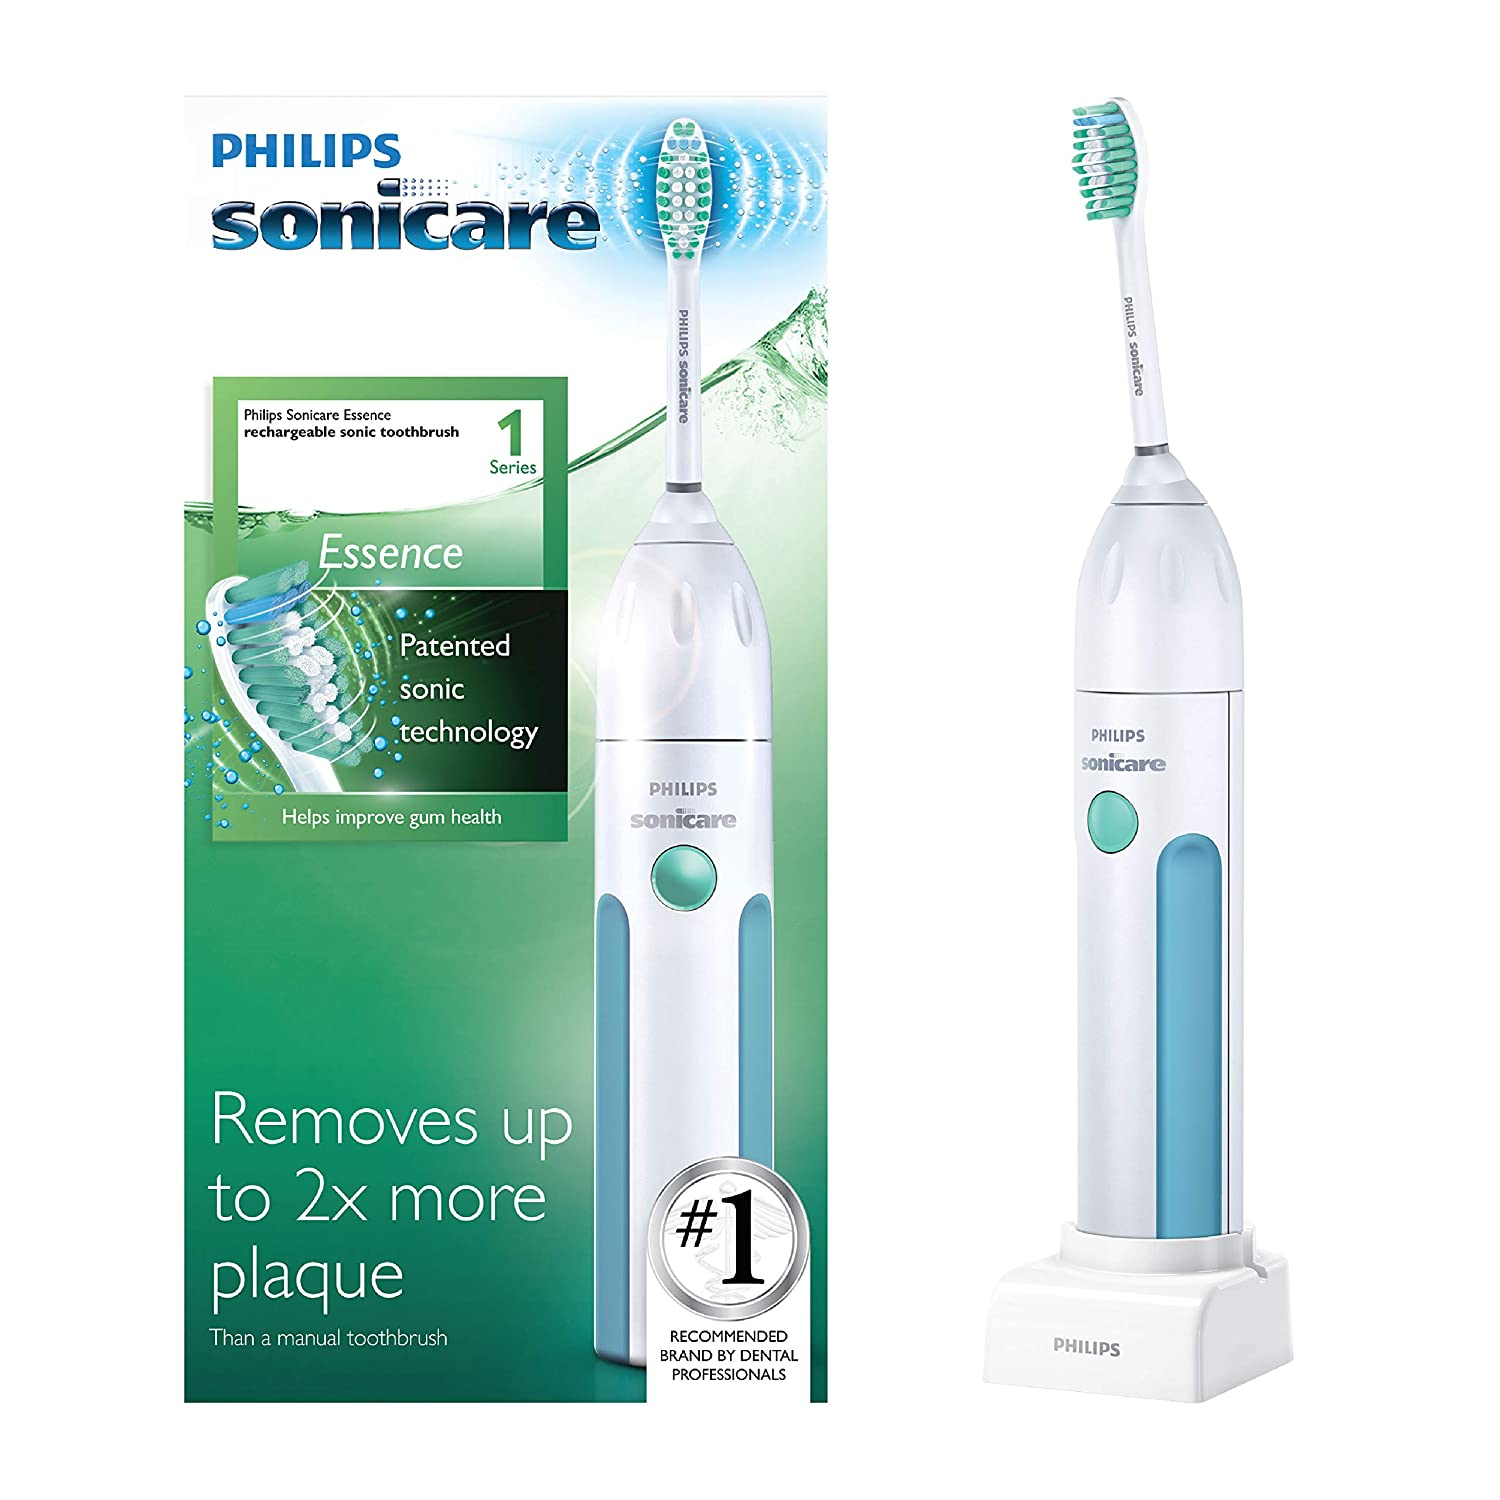 PHILIPS
sonicare
PHILIPS sonicare
Philips Sonicare Essence
rechargeable sonic toothbrush
1
Series
Essence
Patented
sonic
technology
Helps improve gum health
PHILIPS
sonicare
Removes up
to 2x more
plaque
Than a manual toothbrush
#1
RECOMMENDED
BRAND BY DENTAL
PROFESSIONALS
PHILIPS sonicare
PHILIPS
sonicare
PHILIPS